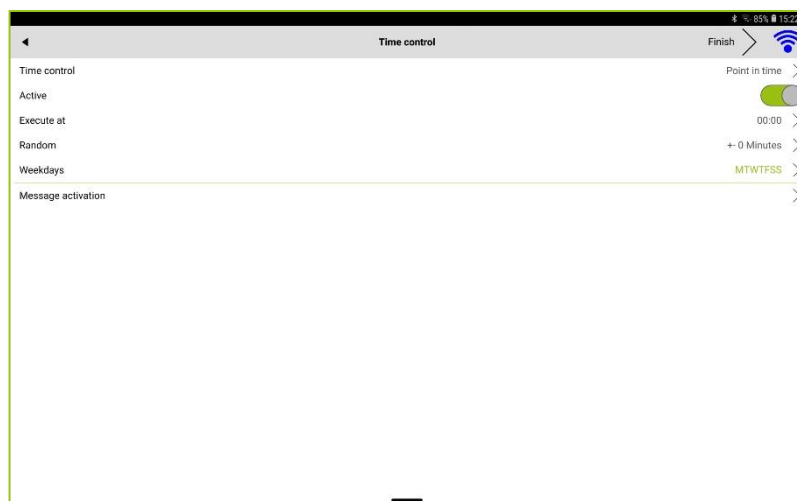 85% 15:22
Time control Finish
Time control Point in time
Active
Execute at 00:00
Random +- 0 Minutes
Weekdays MTWTFSS
Message activation